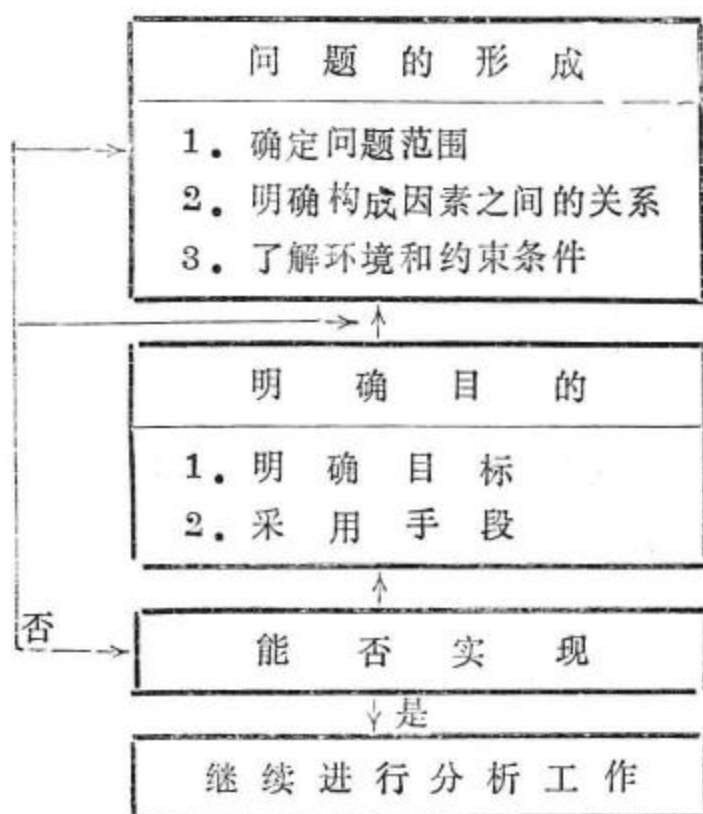 问题的形成
1. 确定问题范围
2. 明确构成因素之间的关系
3. 了解环境和约束条件
明确目的
1. 明确目标
2. 采用手段
否
能否实现
是
继续进行分析工作